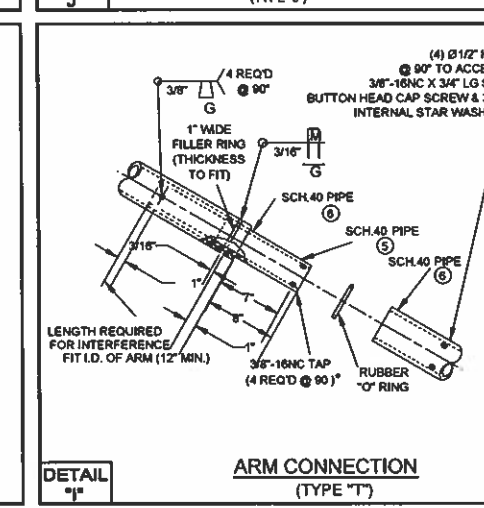 (4) Ø1/2"
@ 90° TO ACCE
3/8"-16NC X 3/4" LG
BUTTON HEAD CAP SCREW &
INTERNAL STAR WASH
4 REQ'D
@ 90°
3/8"
G
1" WIDE
FILLER RING
(THICKNESS
TO FIT)
M
3/16"
G
SCH.40 PIPE
6
SCH.40 PIPE
5
SCH.40 PIPE
6
3/16"
1"
7"
6"
1"
LENGTH REQUIRED
FOR INTERFERENCE
FIT I.D. OF ARM (12" MIN.)
3/8"-16NC TAP
(4 REQ'D @ 90)°
RUBBER
"O" RING
DETAIL
ARM CONNECTION
(TYPE "T")